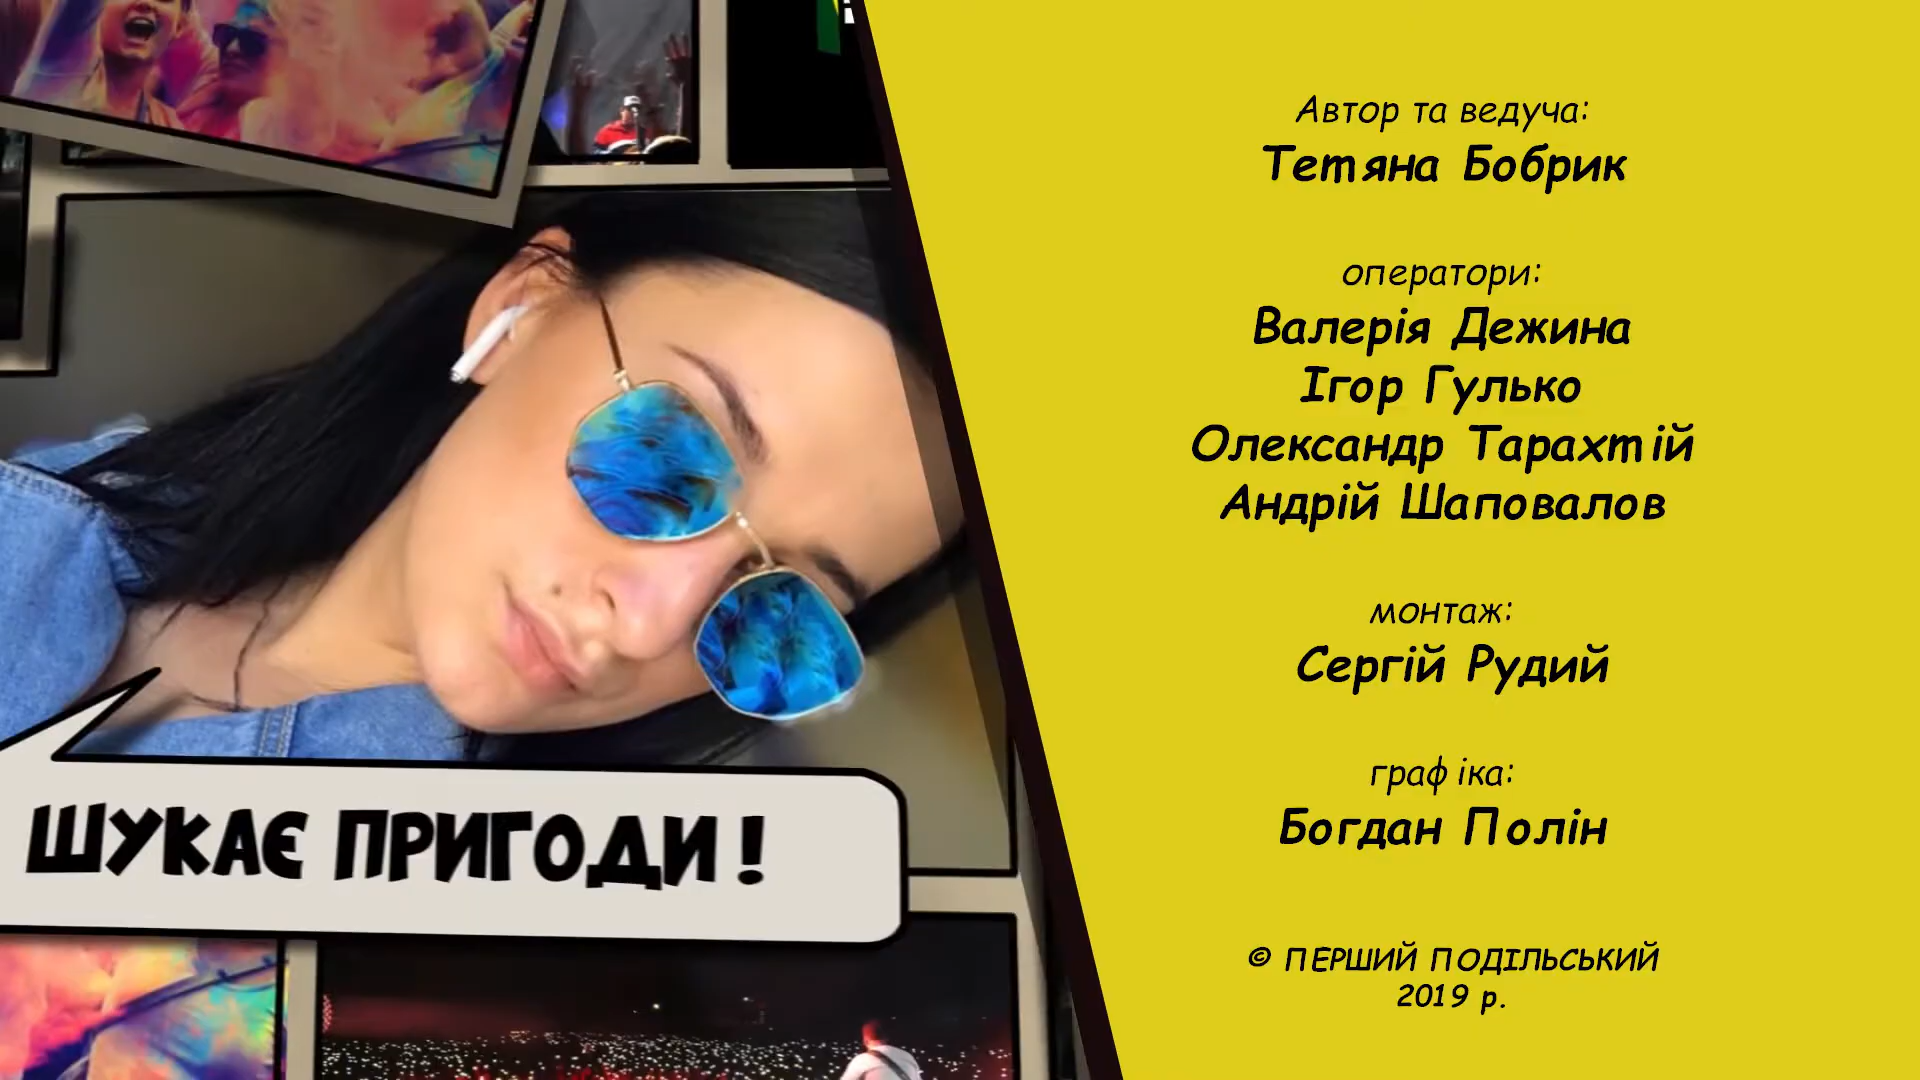 ШУКАЄ ПРИГОДИ!
Автор та ведуча:
Тетяна Бобрик
оператори:
Валерія Дежина
Ігор Гулько
Олександр Тарахтій
Андрій Шаповалов
монтаж:
Сергій Рудий
графіка:
Богдан Полін
© ПЕРШИЙ ПОДІЛЬСЬКИЙ
2019 р.